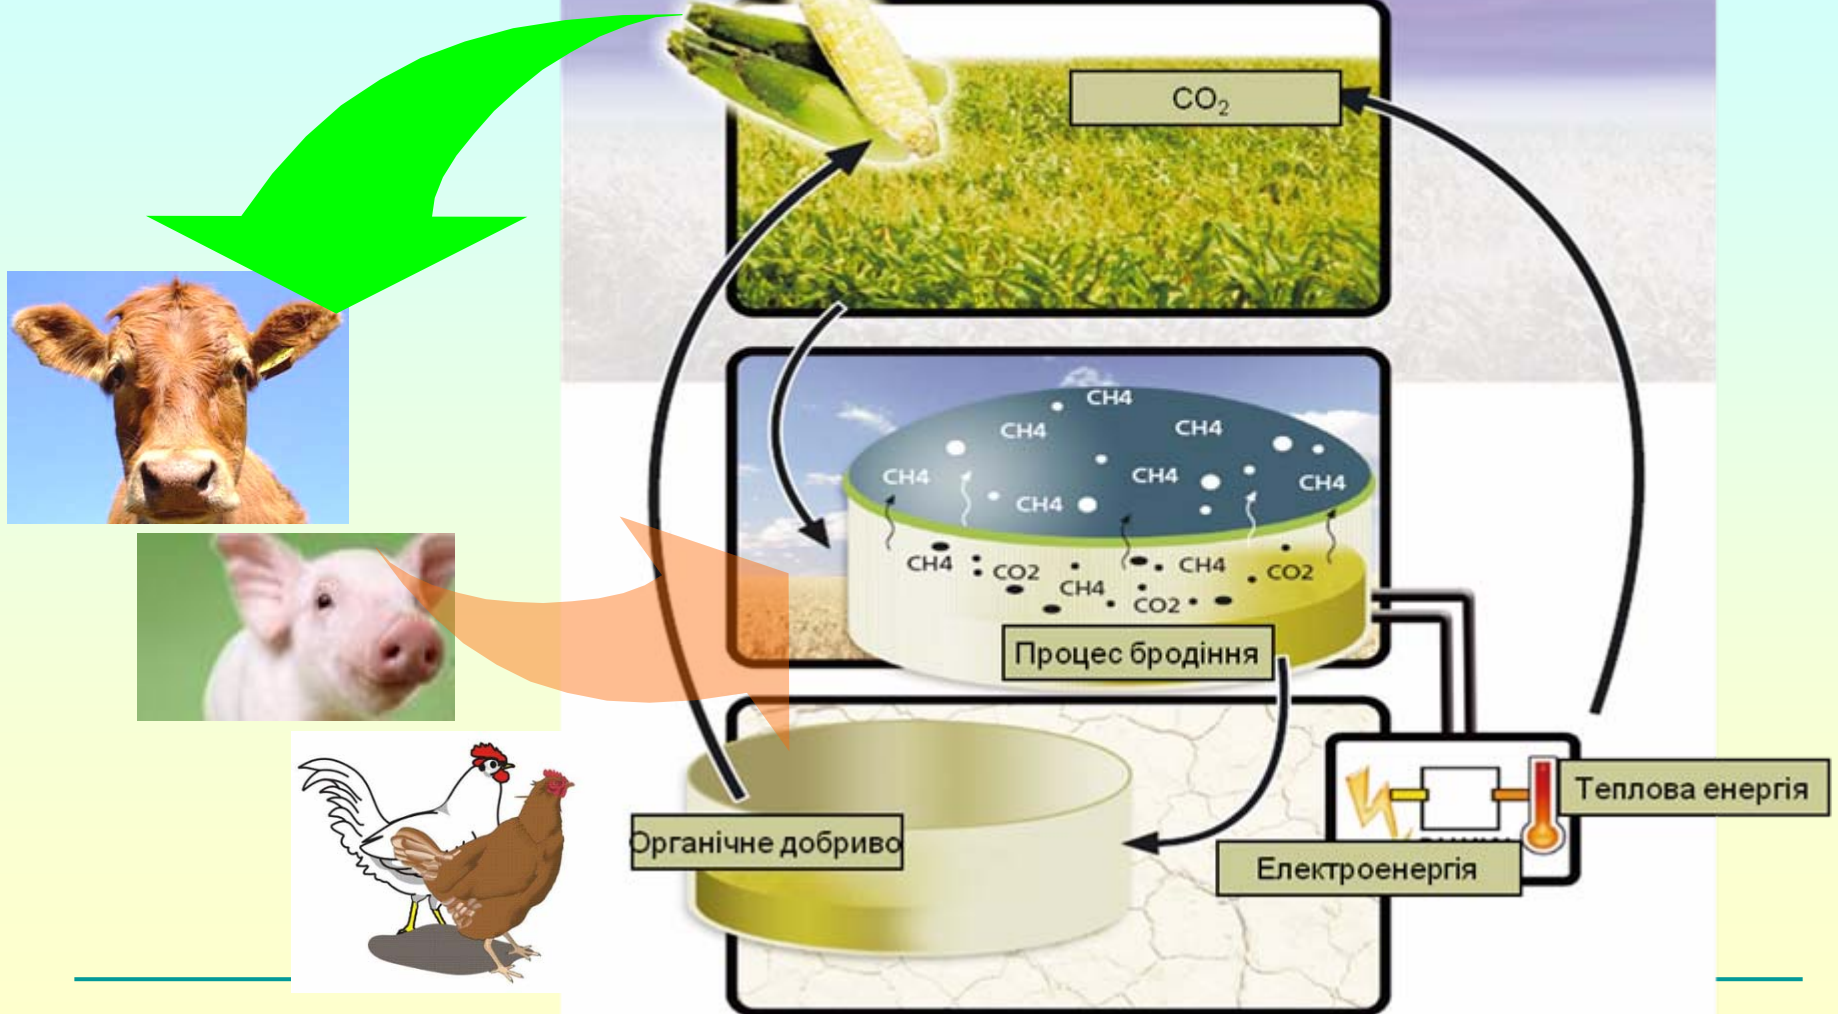 CO₂
CH4
CH4
CH4
CH4
CH4
CH4
CH4
CH4
CO2
CH4
CH4
CO2
CO2
Процес бродіння
Теплова енергія
Органічне добриво
Електроенергія